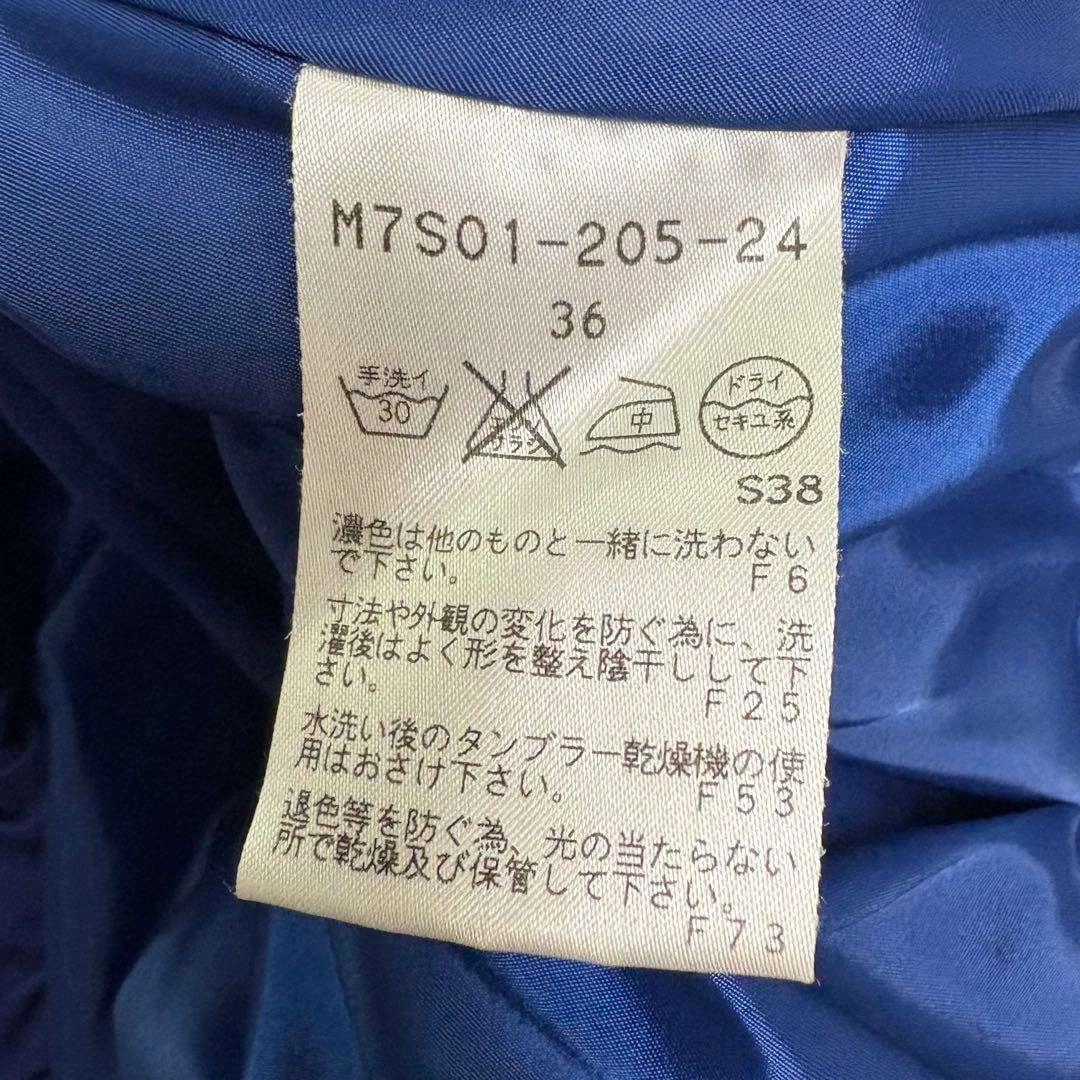 M7S01-205-24
36
手洗イ
30
エンソ
サラシ
中
ドライ
セキユ系
S38
濃色は他のものと一緒に洗わない
で下さい。
F6
寸法や外観の変化を防ぐ為に、洗
濯後はよく形を整え陰干しして下
さい。
F25
水洗い後のタンブラー乾燥機の使
用はおさけ下さい。
F53
退色等を防ぐ為、光の当たらない
所で乾燥及び保管して下さい。
F73